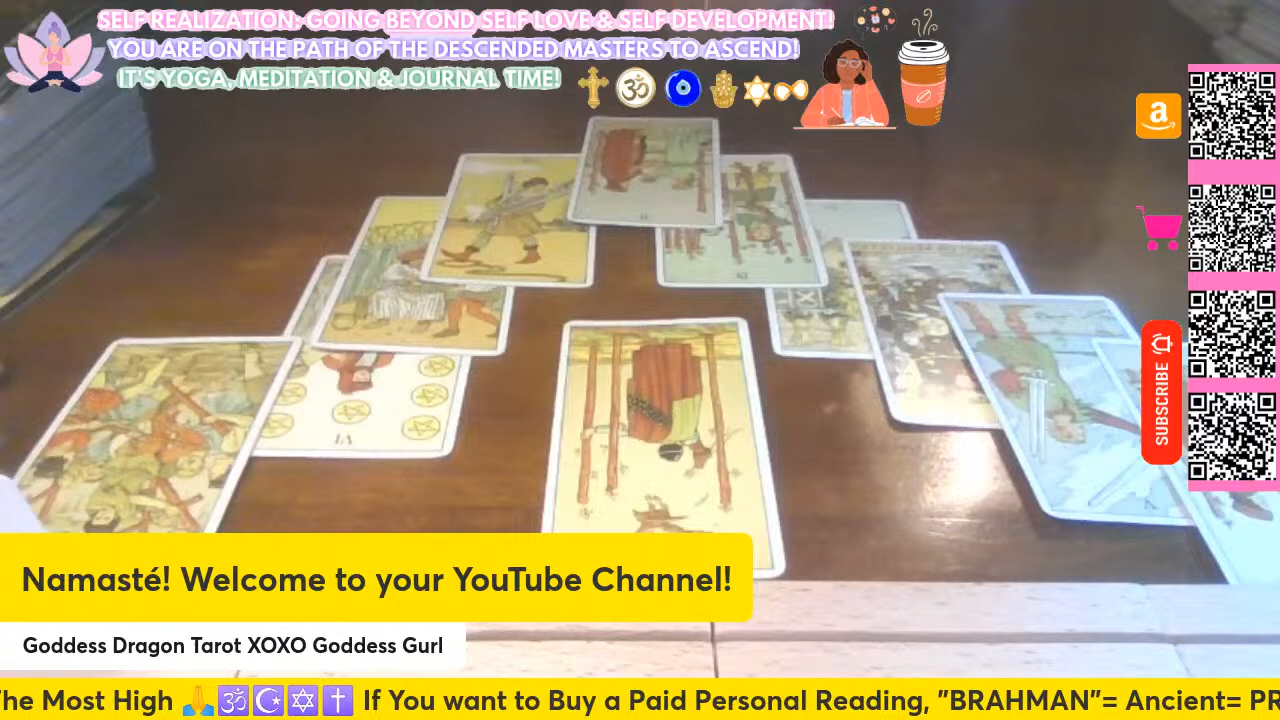 SELF REALIZATION: GOING BEYOND SELF LOVE & SELF DEVELOPMENT!
YOU ARE ON THE PATH OF THE DESCENDED MASTERS TO ASCEND!
IT'S YOGA, MEDITATION & JOURNAL TIME!
ॐ
a
SUBSCRIBE
VI
Namasté! Welcome to your YouTube Channel!
Goddess Dragon Tarot XOXO Goddess Gurl
The Most High 🙏🕉☪✡✝ If You want to Buy a Paid Personal Reading, "BRAHMAN"= Ancient= PR